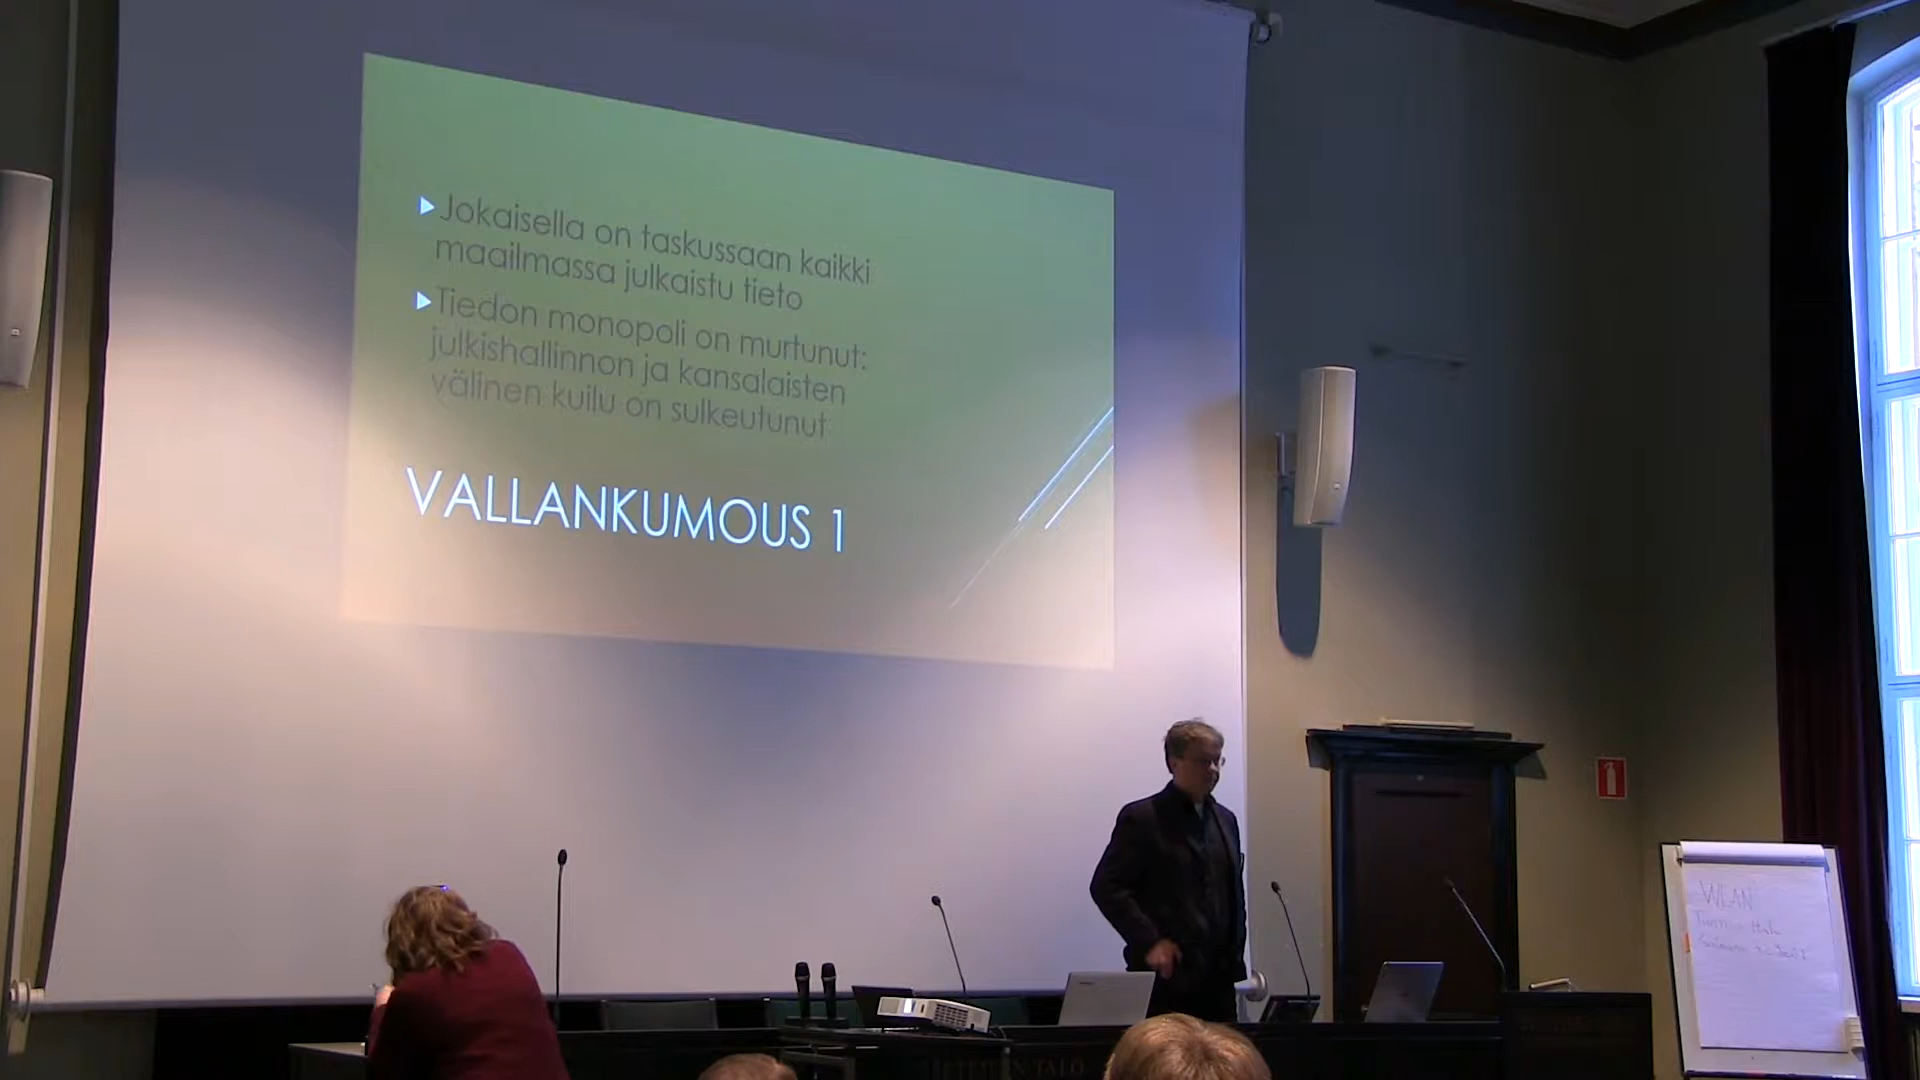 Jokaisella on taskussaan kaikki
maailmassa julkaistu tieto
Tiedon monopoli on murtunut:
julkishallinnon ja kansalaisten
välinen kuilu on sulkeutunut
VALLANKUMOUS 1
WLAN
TALO